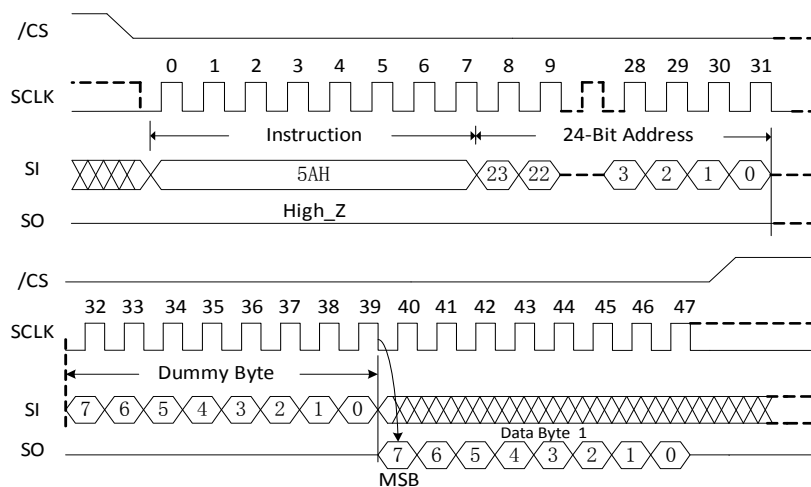 /CS
0 1 2 3 4 5 6 7 8 9 28 29 30 31
SCLK
Instruction 24-Bit Address
SI 5AH 23 22 3 2 1 0
High_Z
SO
/CS
32 33 34 35 36 37 38 39 40 41 42 43 44 45 46 47
SCLK
Dummy Byte
SI 7 6 5 4 3 2 1 0
Data Byte 1
SO 7 6 5 4 3 2 1 0
MSB